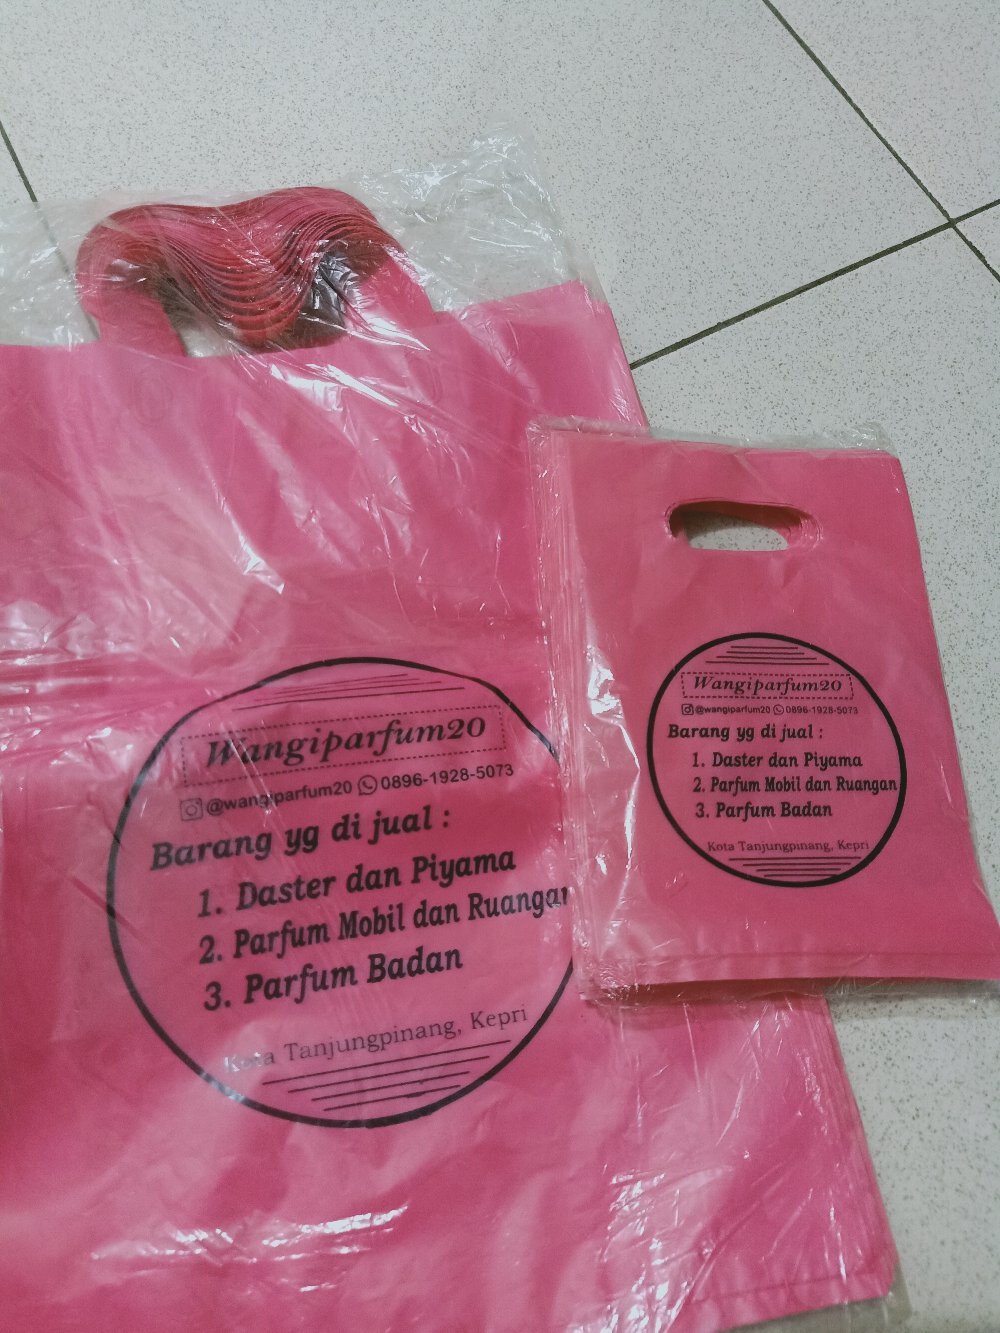 Wangiparfum20
@wangiparfum20 0896-1928-5073
Barang yg di jual :
1. Daster dan Piyama
2. Parfum Mobil dan Ruangan
3. Parfum Badan
Kota Tanjungpinang, Kepri
Wangiparfum20
@wangiparfum20 0896-1928-5073
Barang yg di jual :
1. Daster dan Piyama
2. Parfum Mobil dan Ruangan
3. Parfum Badan
Kota Tanjungpinang, Kepri